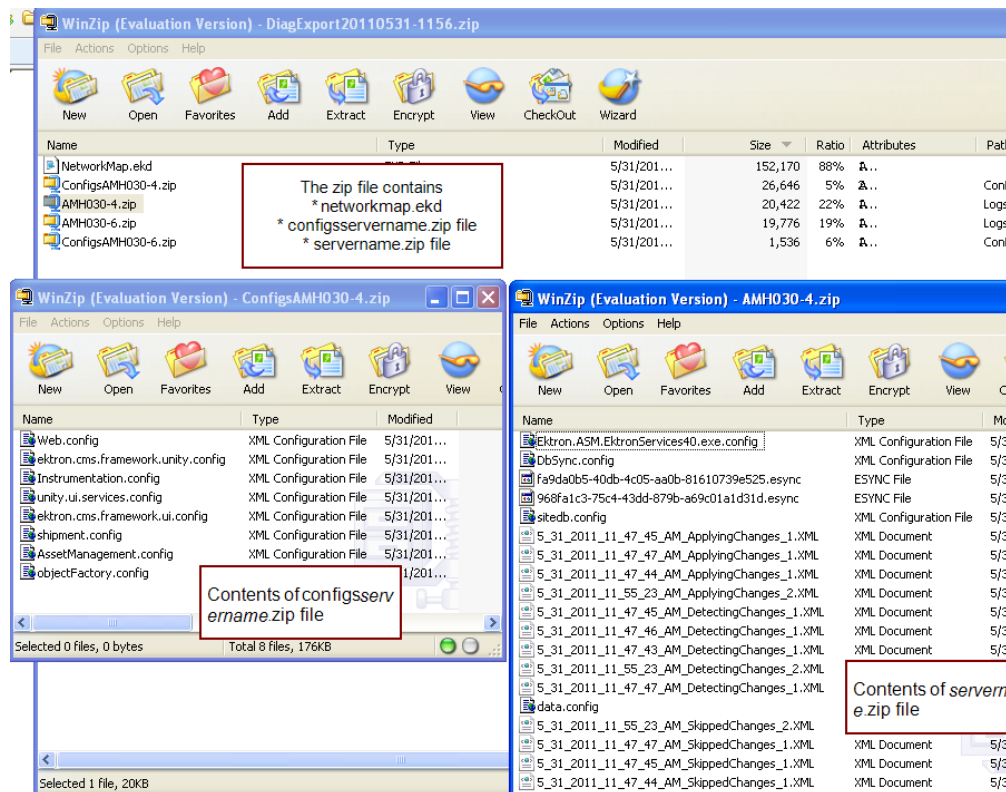 WinZip (Evaluation Version) - DiagExport20110531-1156.zip
File Actions Options Help
New Open Favorites Add Extract Encrypt View CheckOut Wizard
Name Type Modified Size Ratio Attributes
NetworkMap.ekd 5/31/201... 152,170 88% A..
ConfigsAMH030-4.zip 5/31/201... 26,646 5% A..
AMH030-4.zip 5/31/201... 20,422 22% A.. Logs
AMH030-6.zip 5/31/201... 19,776 19% A.. Logs
ConfigsAMH030-6.zip 5/31/201... 1,536 6% A..
The zip file contains
* networkmap.ekd
* configsservername.zip file
* servername.zip file
WinZip (Evaluation Version) - ConfigsAMH030-4.zip
File Actions Options Help
New Open Favorites Add Extract Encrypt View
Name Type Modified
Web.config XML Configuration File 5/31/201...
ektron.cms.framework.unity.config XML Configuration File 5/31/201...
Instrumentation.config XML Configuration File 5/31/201...
unity.ui.services.config XML Configuration File 5/31/201...
ektron.cms.framework.ui.config XML Configuration File 5/31/201...
shipment.config XML Configuration File 5/31/201...
AssetManagement.config XML Configuration File 5/31/201...
objectFactory.config
Contents of configsserv
ername.zip file
Selected 0 files, 0 bytes Total 8 files, 176KB
WinZip (Evaluation Version) - AMH030-4.zip
File Actions Options Help
New Open Favorites Add Extract Encrypt View
Name Type
Ektron.ASM.EktronServices40.exe.config XML Configuration File
DbSync.config XML Configuration File
fa9da0b5-40db-4c05-aa0b-81610739e525.esync ESYNC File
968fa1c3-75c4-43dd-879b-a69c01a1d31d.esync ESYNC File
sitedb.config XML Configuration File
5_31_2011_11_47_45_AM_ApplyingChanges_1.XML XML Document
5_31_2011_11_47_44_AM_ApplyingChanges_1.XML XML Document
5_31_2011_11_55_23_AM_ApplyingChanges_2.XML XML Document
5_31_2011_11_47_45_AM_DetectingChanges_1.XML XML Document
5_31_2011_11_47_46_AM_DetectingChanges_1.XML XML Document
5_31_2011_11_47_43_AM_DetectingChanges_1.XML XML Document
5_31_2011_11_55_23_AM_DetectingChanges_2.XML
5_31_2011_11_47_47_AM_DetectingChanges_1.XML
data.config
5_31_2011_11_55_23_AM_SkippedChanges_2.XML
5_31_2011_11_47_47_AM_SkippedChanges_1.XML XML Document
5_31_2011_11_47_45_AM_SkippedChanges_1.XML XML Document
5_31_2011_11_47_44_AM_SkippedChanges_1.XML XML Document
Contents of servern
e.zip file
Selected 1 file, 20KB